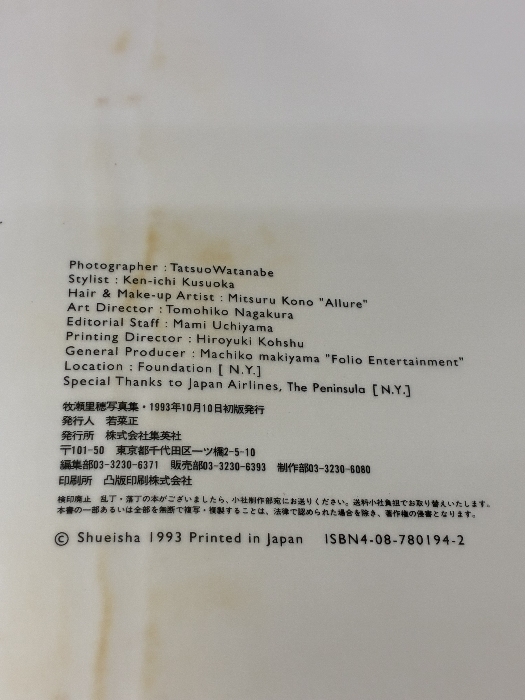 Photographer : TatsuoWatanabe
Stylist : Ken-ichi Kusuoka
Hair & Make-up Artist : Mitsuru Kono "Allure"
Art Director : Tomohiko Nagakura
Editorial Staff : Mami Uchiyama
Printing Director : Hiroyuki Kohshu
General Producer : Machiko makiyama "Folio Entertainment"
Location : Foundation [ N.Y.]
Special Thanks to Japan Airlines, The Peninsula [ N.Y.]
牧瀬里穂写真集・1993年10月10日初版発行
発行人　若菜正
発行所　株式会社集英社
〒101-50　東京都千代田区一ツ橋2-5-10
編集部03-3230-6371　販売部03-3230-6393　制作部03-3230-6080
印刷所　凸版印刷株式会社
検印廃止　乱丁・落丁の本がございましたら、小社制作部宛にお送りください。送料小社負担でお取り替えいたします。
本書の一部あるいは全部を無断で複写・複製することは、法律で認められた場合を除き、著作権の侵害となります。
© Shueisha 1993 Printed in Japan　ISBN4-08-780194-2